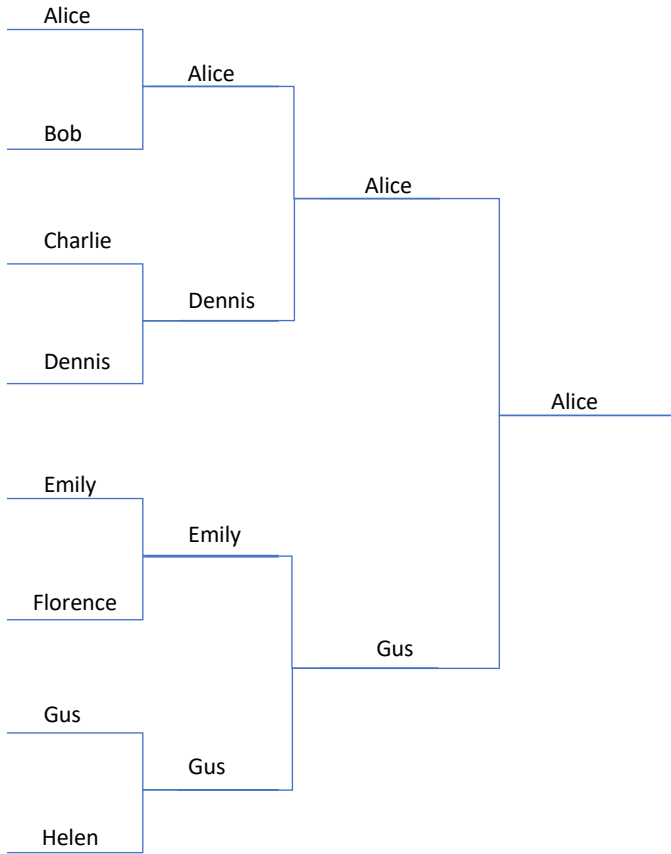 Alice
Alice
Bob
Alice
Charlie
Dennis
Dennis
Alice
Emily
Emily
Florence
Gus
Gus
Gus
Helen